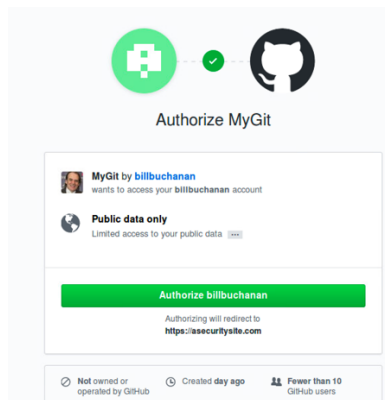 Authorize MyGit
MyGit by billbuchanan
wants to access your billbuchanan account
Public data only
Limited access to your public data ...
Authorize billbuchanan
Authorizing will redirect to
https://asecuritysite.com
Not owned or
operated by GitHub
Created day ago
Fewer than 10
GitHub users